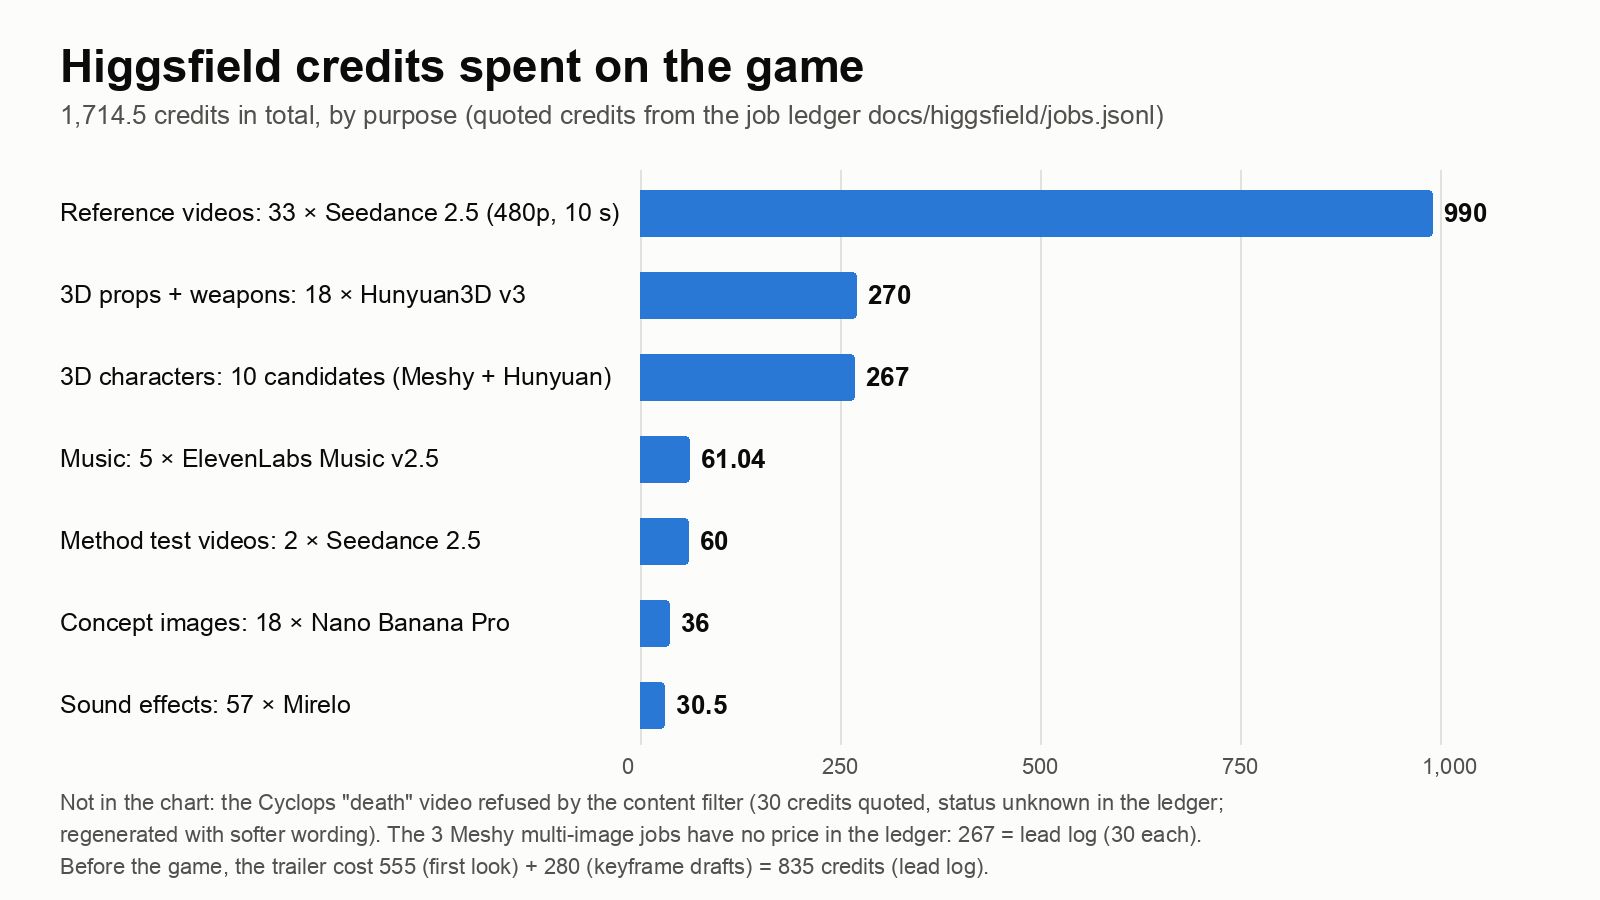 Higgsfield credits spent on the game
1,714.5 credits in total, by purpose (quoted credits from the job ledger docs/higgsfield/jobs.jsonl)
Reference videos: 33 × Seedance 2.5 (480p, 10 s) 990
3D props + weapons: 18 × Hunyuan3D v3 270
3D characters: 10 candidates (Meshy + Hunyuan) 267
Music: 5 × ElevenLabs Music v2.5 61.04
Method test videos: 2 × Seedance 2.5 60
Concept images: 18 × Nano Banana Pro 36
Sound effects: 57 × Mirelo 30.5
0 250 500 750 1,000
Not in the chart: the Cyclops "death" video refused by the content filter (30 credits quoted, status unknown in the ledger;
regenerated with softer wording). The 3 Meshy multi-image jobs have no price in the ledger: 267 = lead log (30 each).
Before the game, the trailer cost 555 (first look) + 280 (keyframe drafts) = 835 credits (lead log).